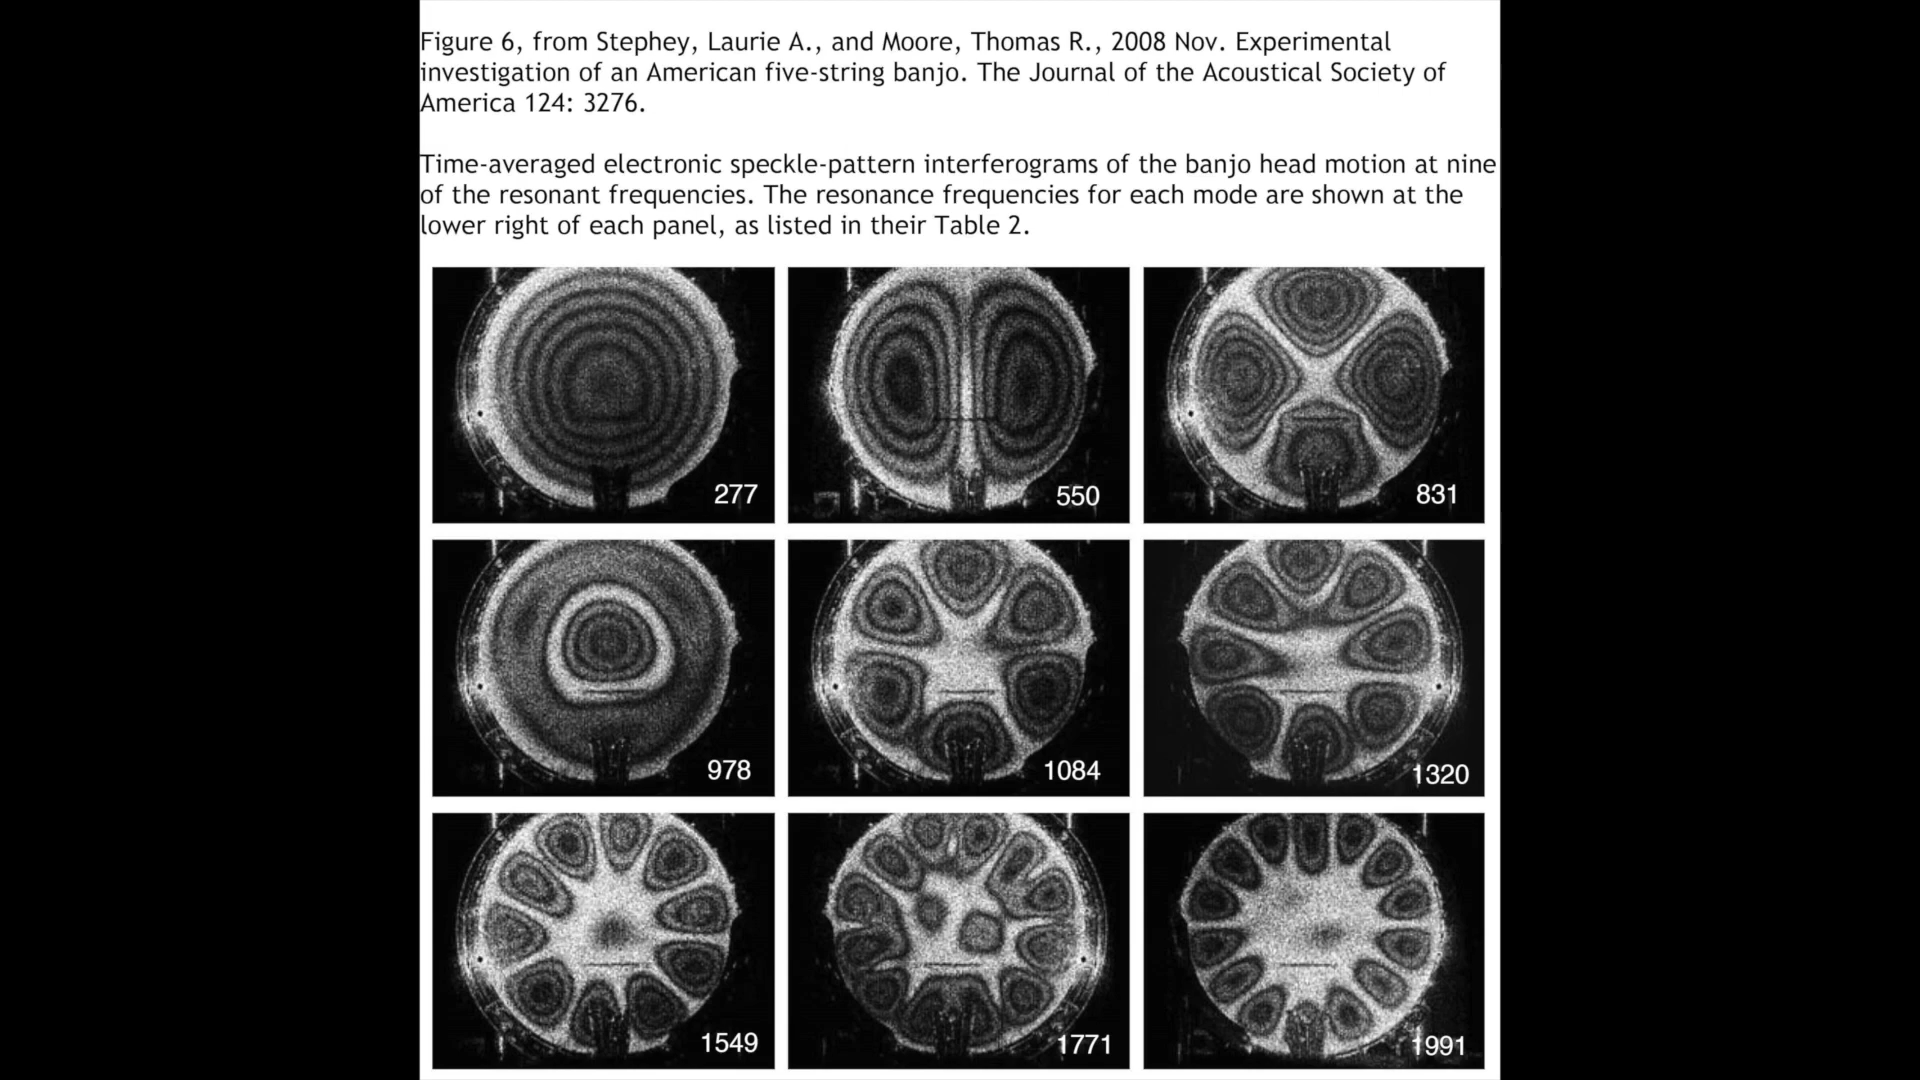 Figure 6, from Stephey, Laurie A., and Moore, Thomas R., 2008 Nov. Experimental
investigation of an American five-string banjo. The Journal of the Acoustical Society of
America 124: 3276.
Time-averaged electronic speckle-pattern interferograms of the banjo head motion at nine
of the resonant frequencies. The resonance frequencies for each mode are shown at the
lower right of each panel, as listed in their Table 2.
277
550
831
978
1084
1320
1549
1771
1991